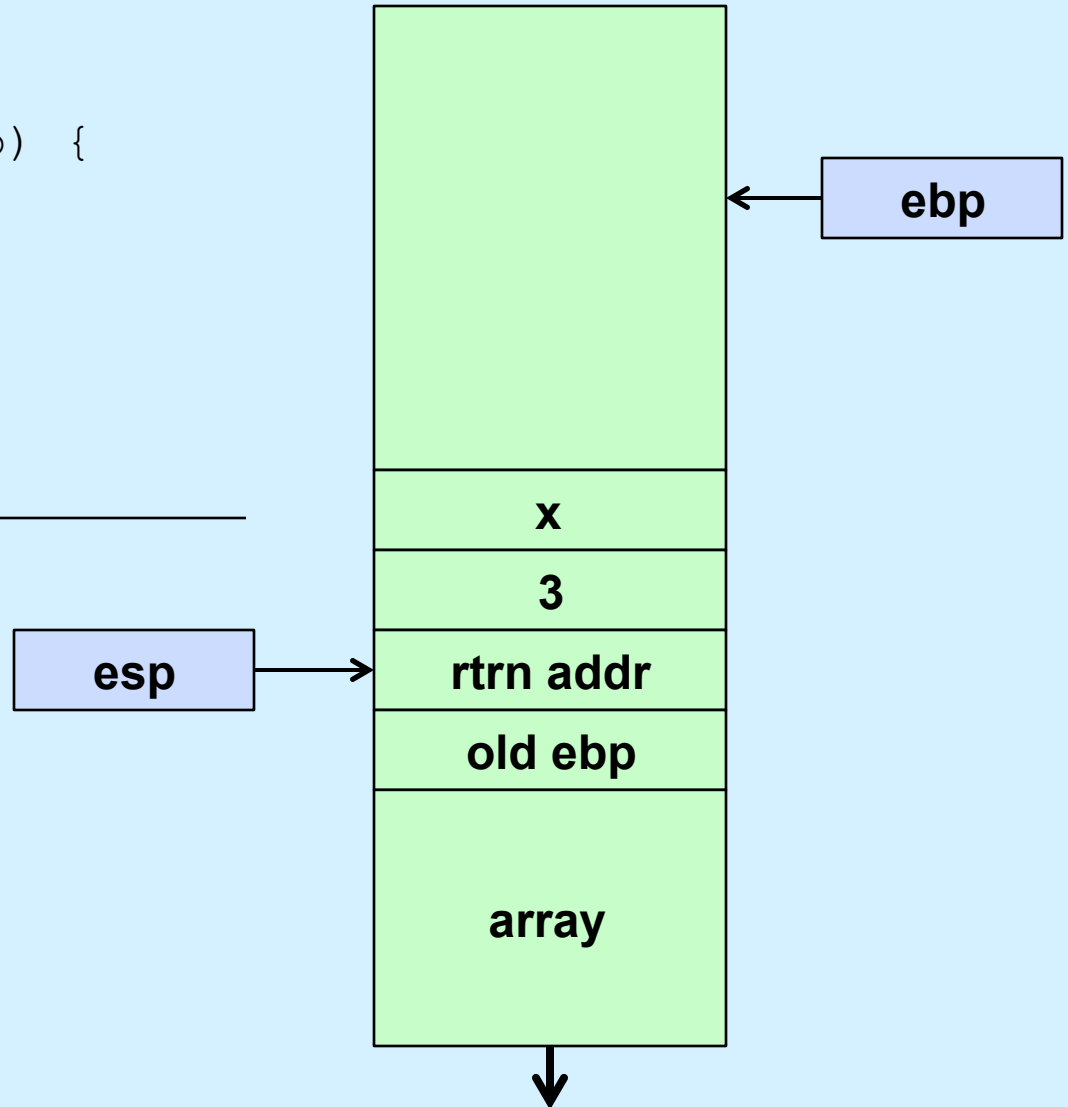 ) {
ebp
x
3
esp
rtrn addr
old ebp
array